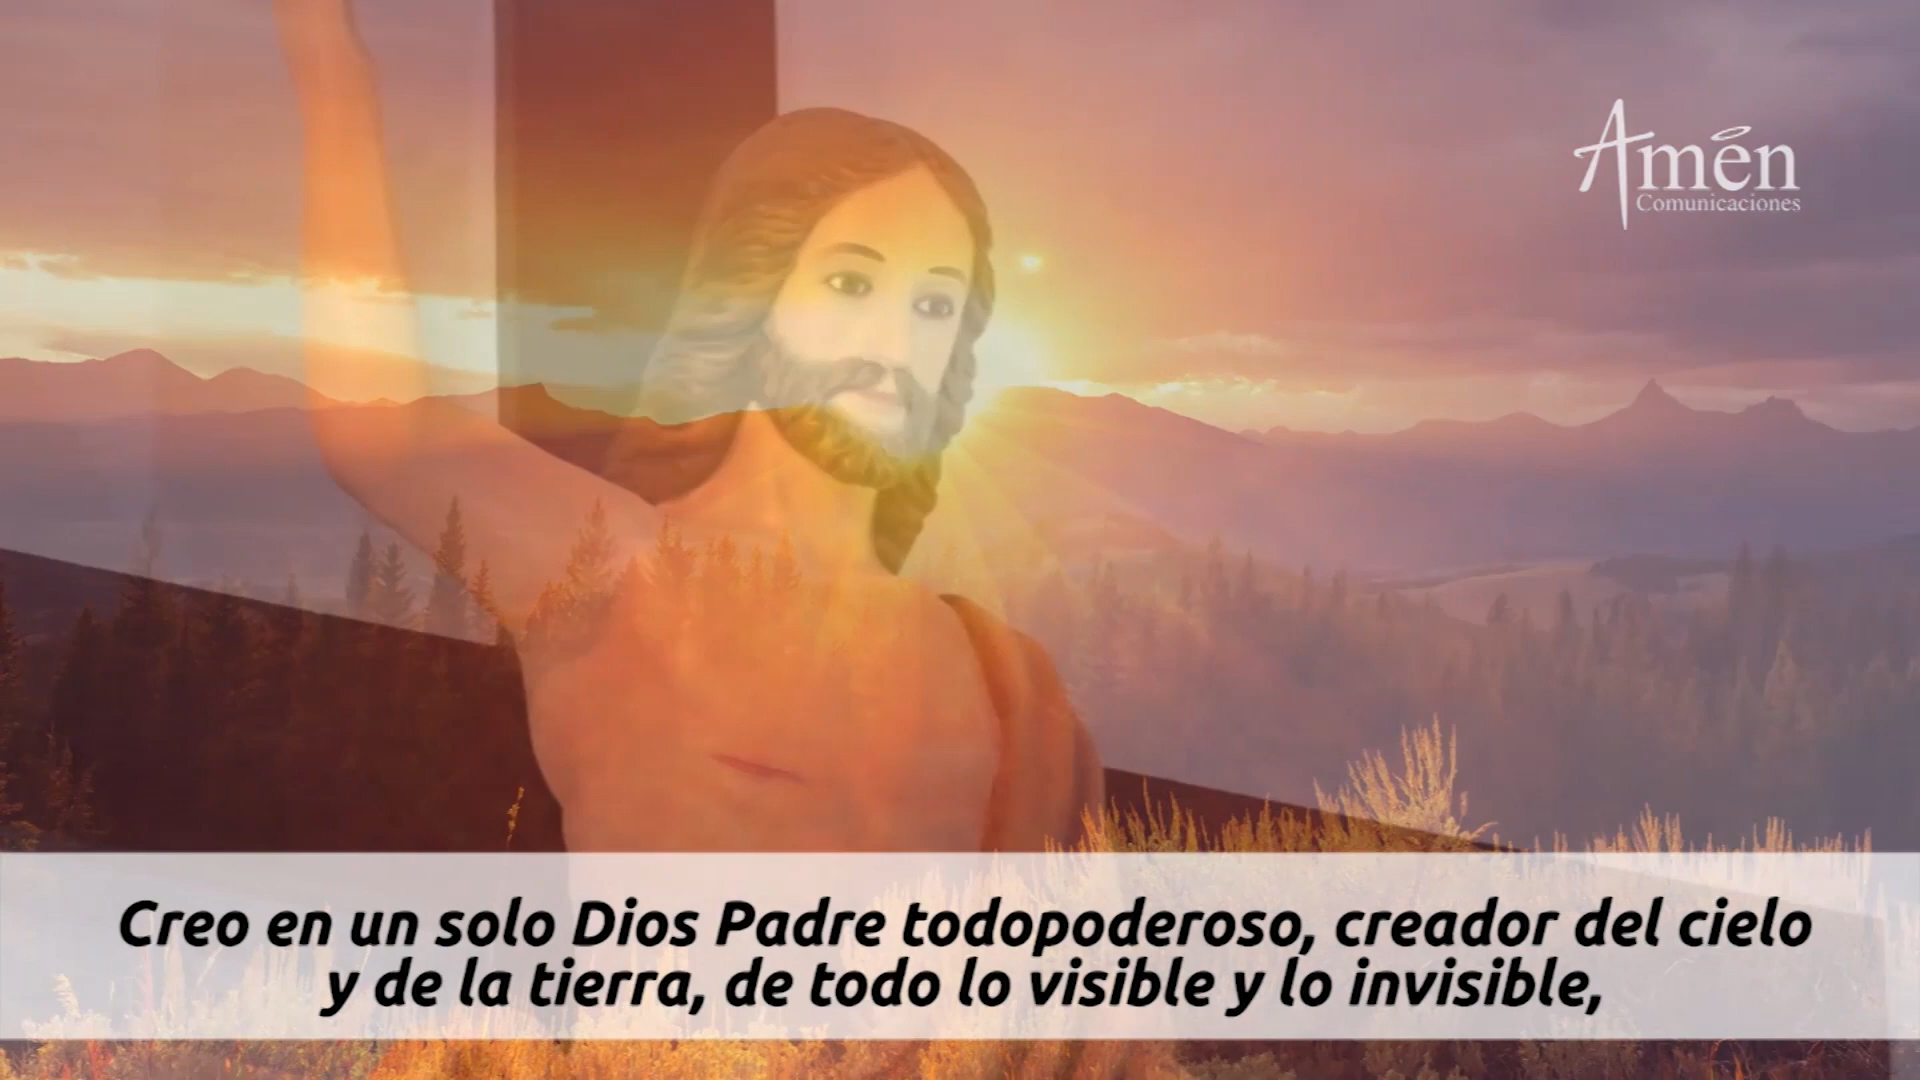 Amén
Comunicaciones
Creo en un solo Dios Padre todopoderoso, creador del cielo
y de la tierra, de todo lo visible y lo invisible,